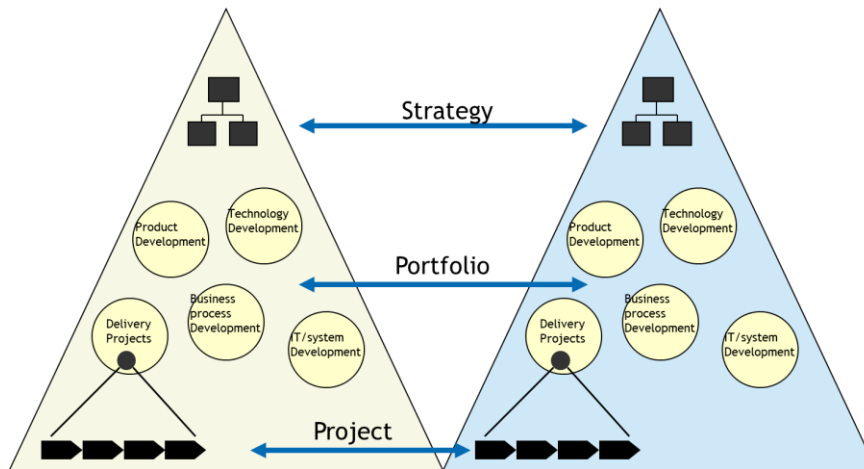 Strategy
Technology
Development
Technology
Development
Product
Development
Product
Development
Portfolio
Business
process
Development
Business
process
Development
Delivery
Projects
Delivery
Projects
IT/system
Development
IT/system
Development
Project